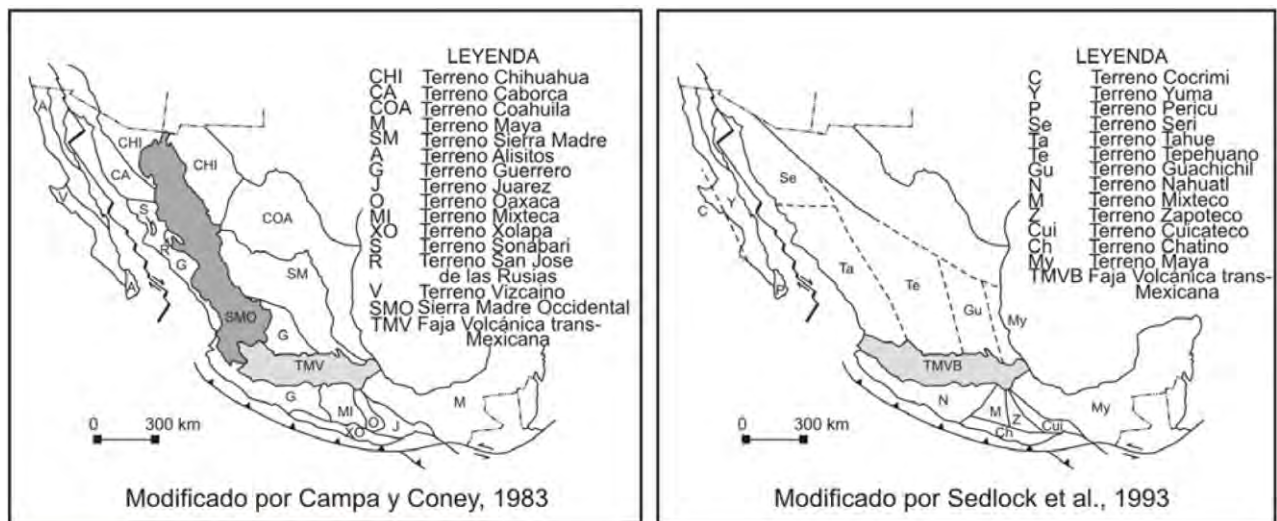 LEYENDA
CHI Terreno Chihuahua
CA Terreno Caborca
COA Terreno Coahuila
M Terreno Maya
SM Terreno Sierra Madre
A Terreno Alisitos
G Terreno Guerrero
J Terreno Juarez
O Terreno Oaxaca
MI Terreno Mixteca
XO Terreno Xolapa
S Terreno Sonabari
R Terreno San Jose
de las Rusias
V Terreno Vizcaino
SMO Sierra Madre Occidental
TMV Faja Volcánica trans-
Mexicana
A
CHI
CHI
CA
V
S
COA
R
G
SM
A
SMO
G
TMV
G
MI
O
J
XO
M
0 300 km
Modificado por Campa y Coney, 1983
LEYENDA
C Terreno Cocrimi
Y Terreno Yuma
P Terreno Pericu
Se Terreno Seri
Ta Terreno Tahue
Te Terreno Tepehuano
Gu Terreno Guachichil
N Terreno Nahuatl
M Terreno Mixteco
Z Terreno Zapoteco
Cui Terreno Cuicateco
Ch Terreno Chatino
My Terreno Maya
TMVB Faja Volcánica trans-
Mexicana
Se
C
Y
Ta
Te
P
Gu
My
TMVB
N
M
Z
Cui
Ch
My
0 300 km
Modificado por Sedlock et al., 1993